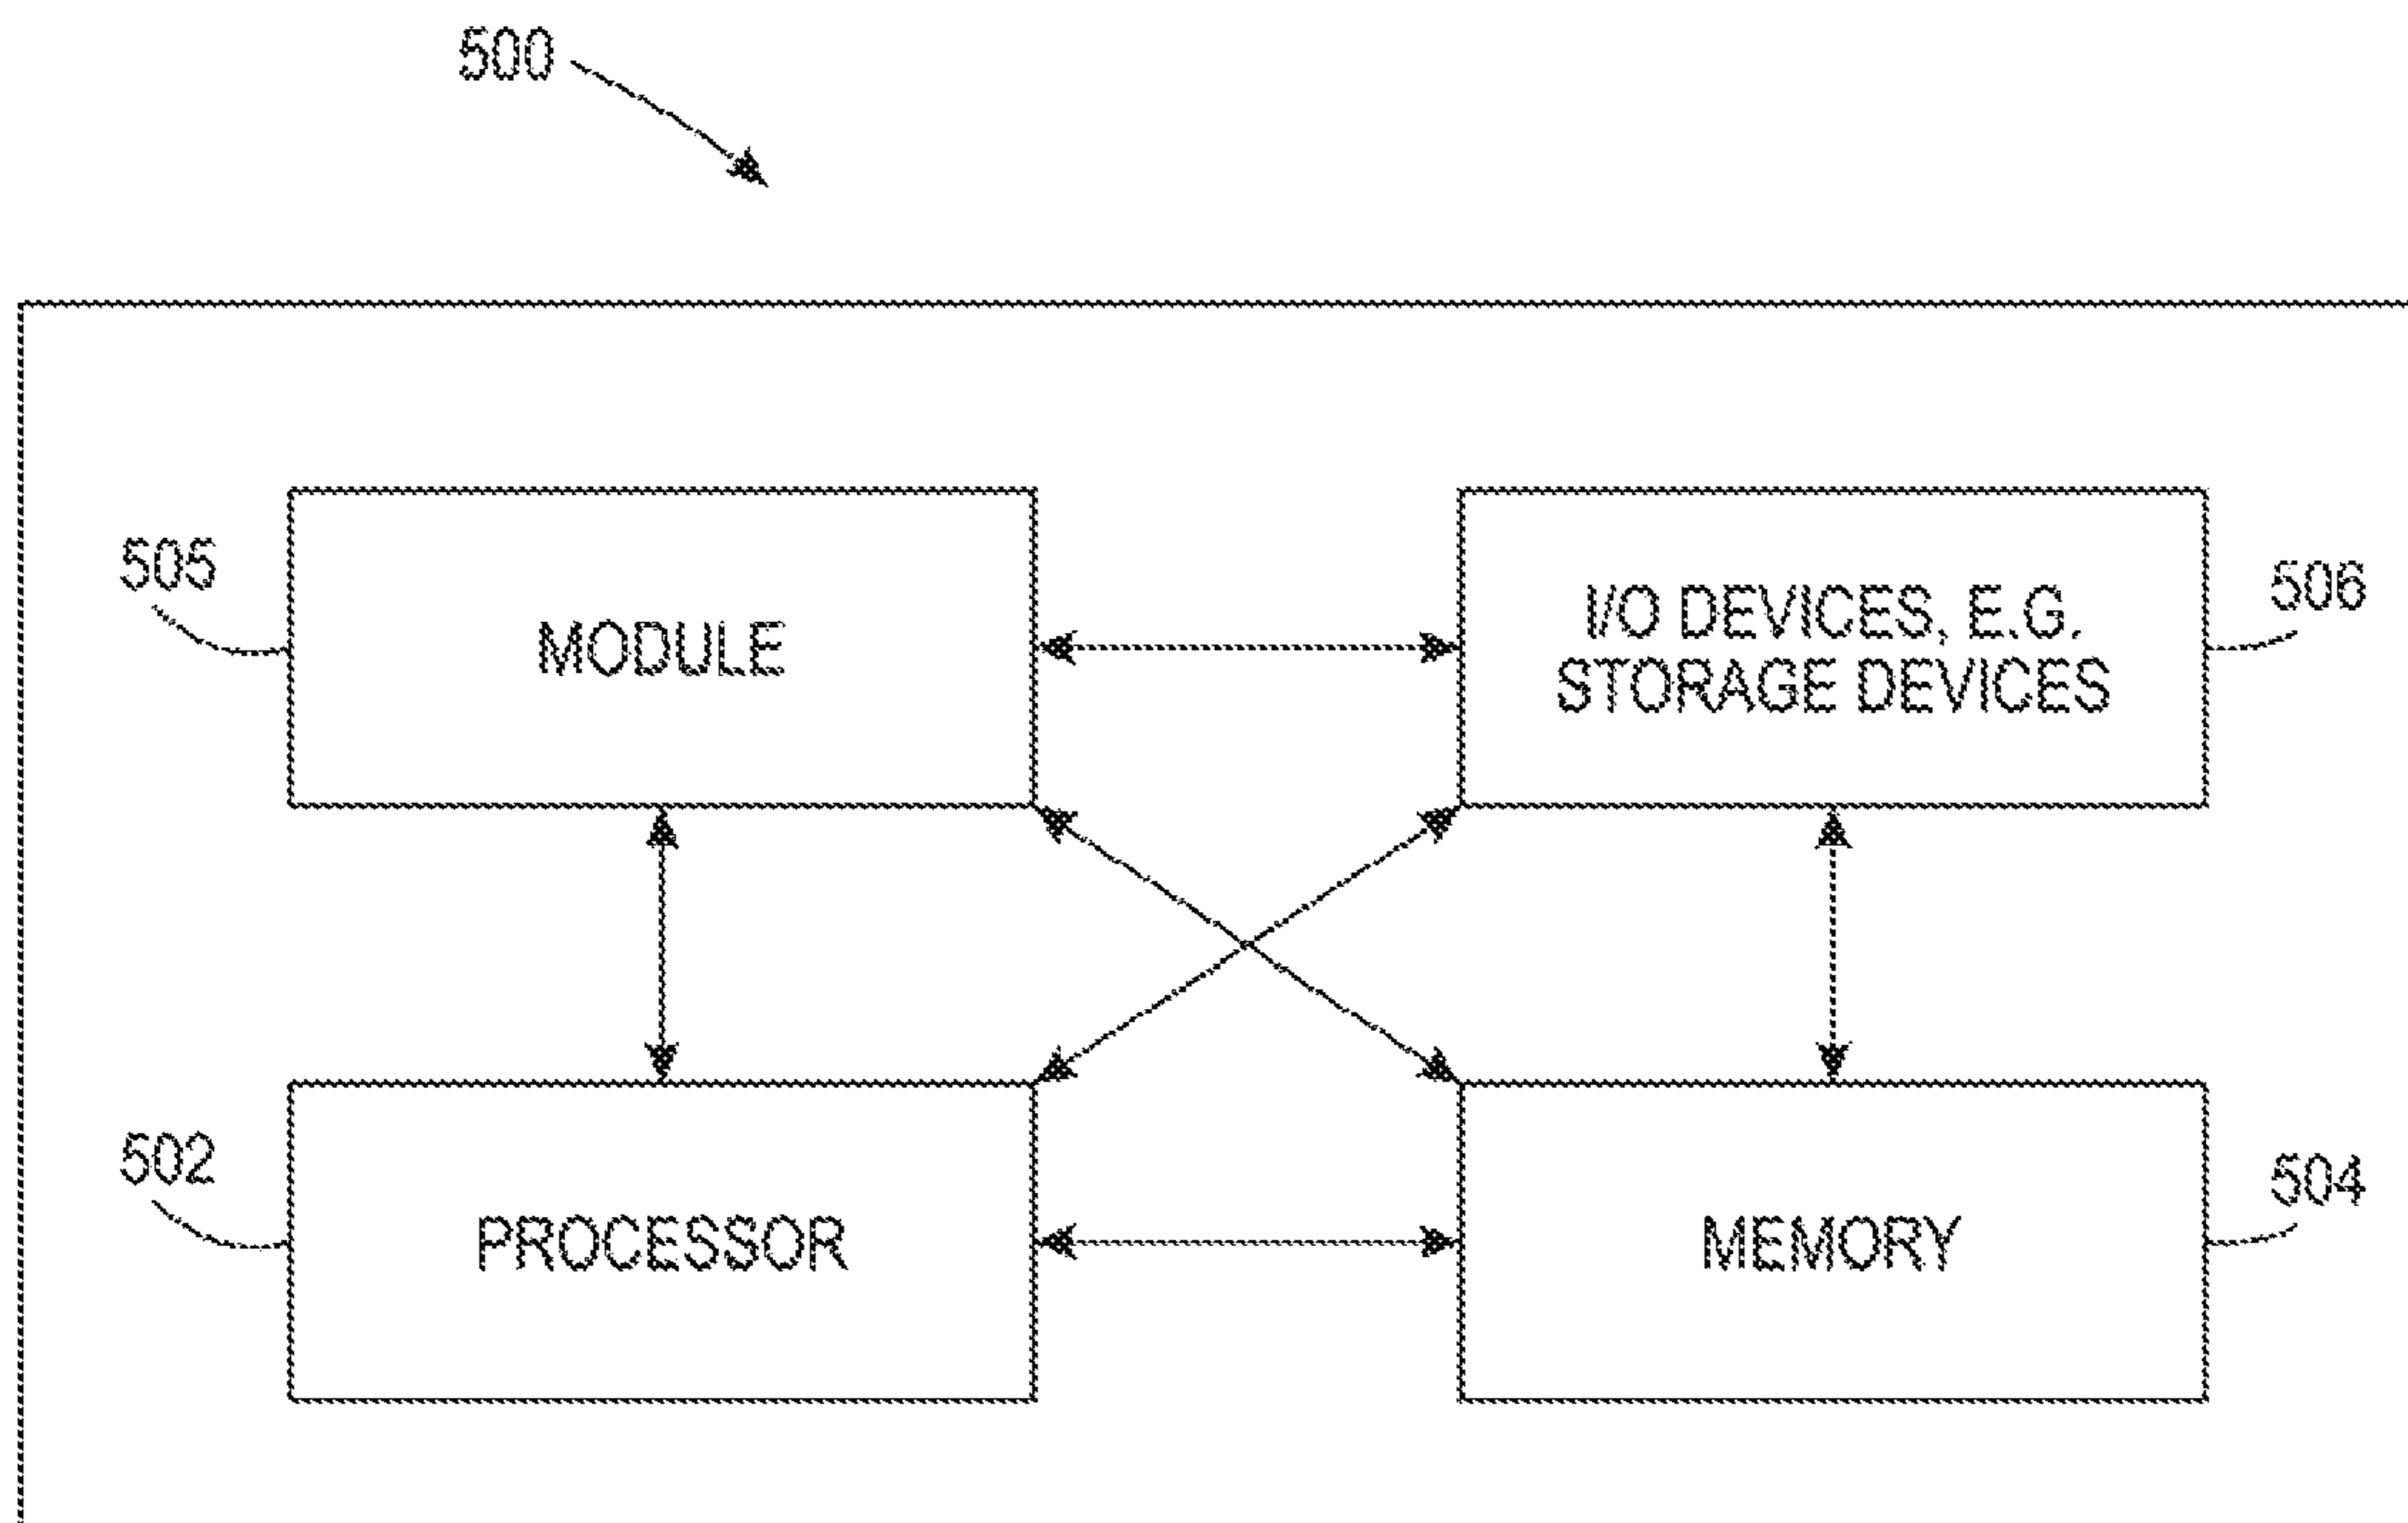 500
505
MODULE
I/O DEVICES, E.G.
STORAGE DEVICES
506
502
PROCESSOR
MEMORY
504